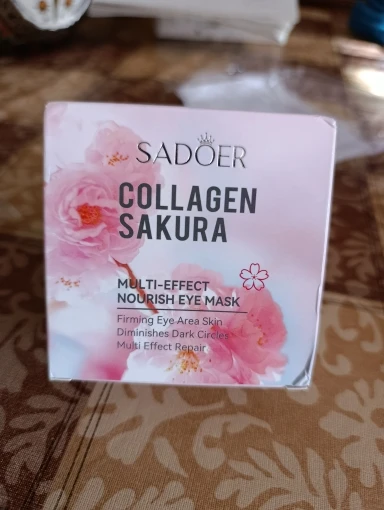 SADOER
COLLAGEN
SAKURA
MULTI-EFFECT
NOURISH EYE MASK
Firming Eye Area Skin
Diminishes Dark Circles
Multi Effect Repair